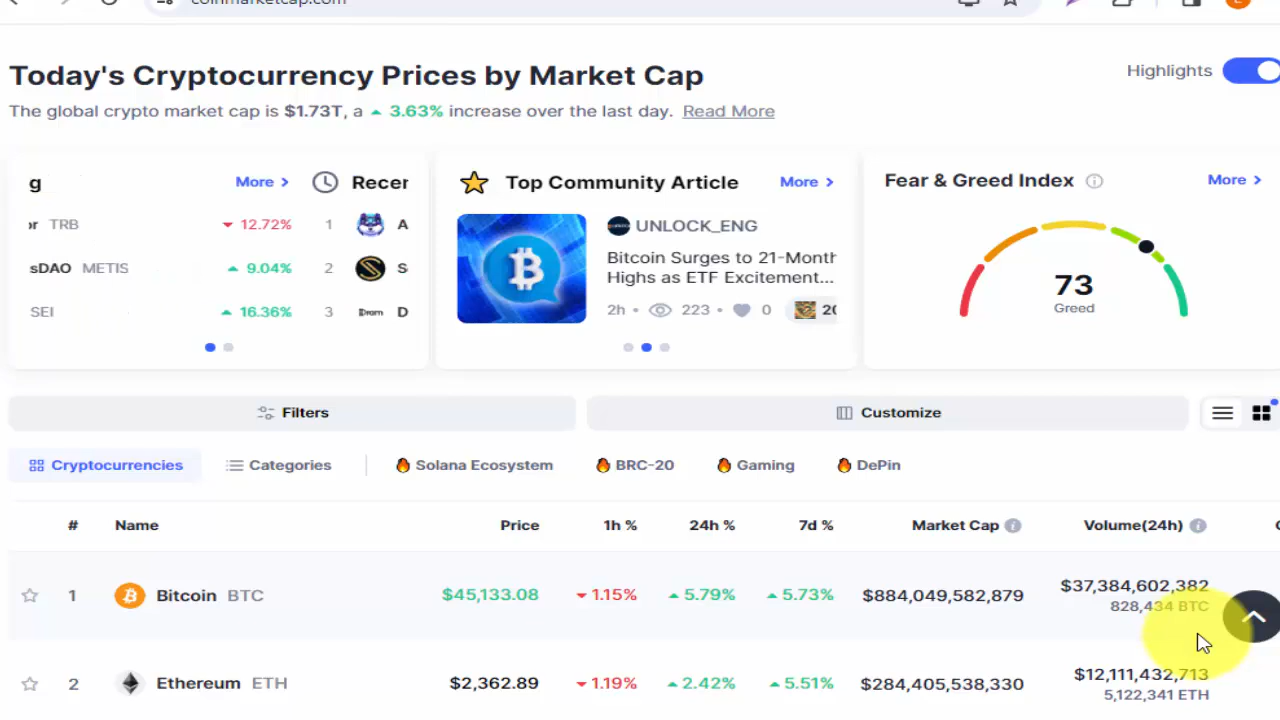 coinmarketcap.com
Today's Cryptocurrency Prices by Market Cap
Highlights
The global crypto market cap is $1.73T, a 3.63% increase over the last day. Read More
g More > Recer
or TRB 12.72% 1 A
sDAO METIS 9.04% 2 S
SEI 16.36% 3 D
Top Community Article More >
UNLOCK_ENG
Bitcoin Surges to 21-Month
Highs as ETF Excitement...
2h • 223 • 0 20
Fear & Greed Index More >
73
Greed
Filters
Customize
Cryptocurrencies Categories Solana Ecosystem BRC-20 Gaming DePin
# Name Price 1h % 24h % 7d % Market Cap Volume(24h)
1 Bitcoin BTC $45,133.08 1.15% 5.79% 5.73% $884,049,582,879 $37,384,602,382
828,434 BTC
2 Ethereum ETH $2,362.89 1.19% 2.42% 5.51% $284,405,538,330 $12,111,432,713
5,122,341 ETH